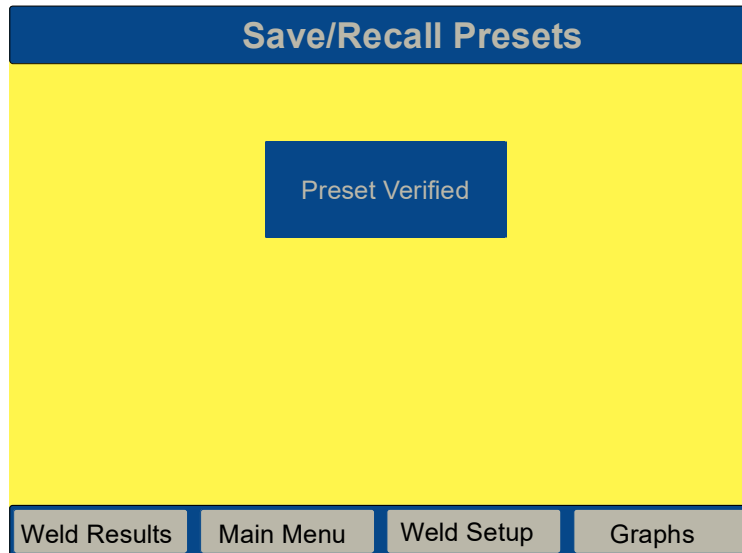 Save/Recall Presets
Preset Verified
Weld Results
Main Menu
Weld Setup
Graphs